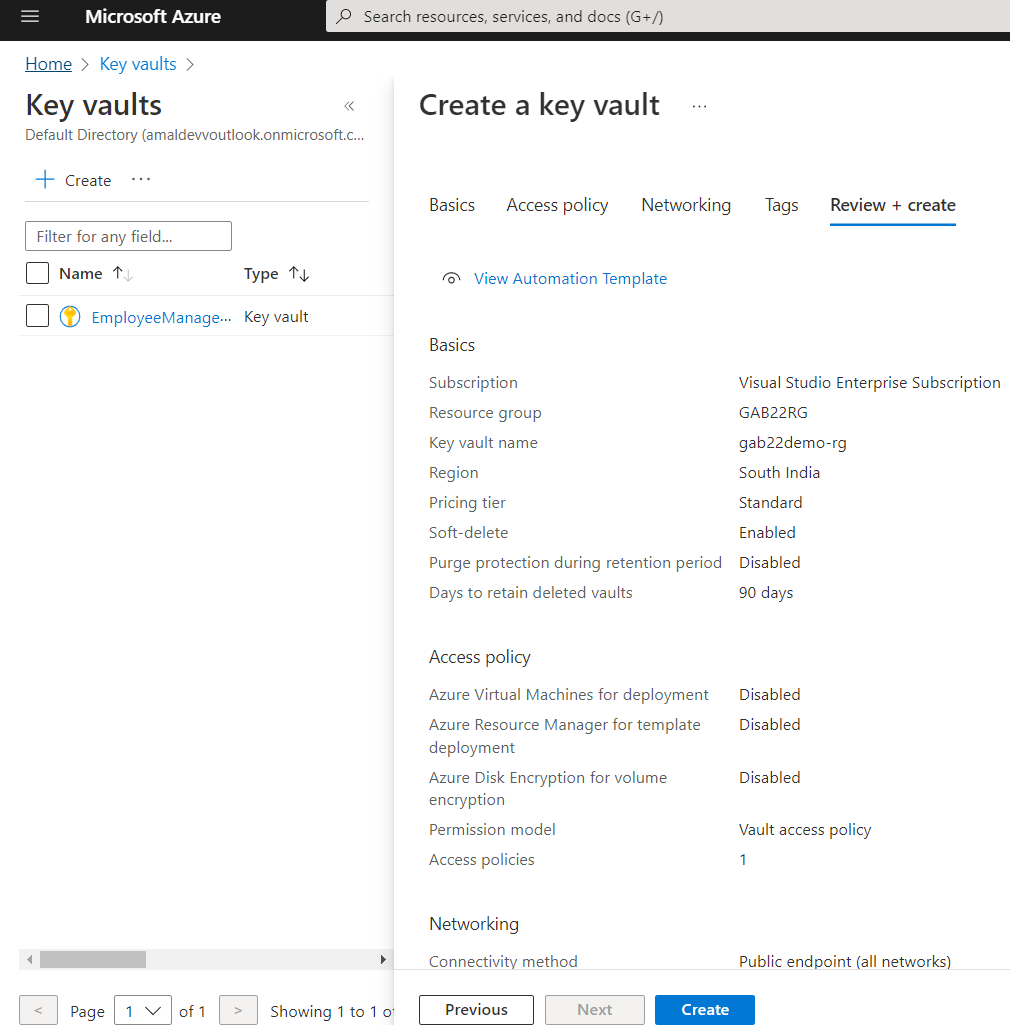 Microsoft Azure
Search resources, services, and docs (G+/)
Home > Key vaults >
Key vaults
«
Default Directory (amaldevvoutlook.onmicrosoft.c...
+ Create ...
Filter for any field...
Name ↑↓ Type ↑↓
EmployeeManage... Key vault
< Page 1 of 1 > Showing 1 to 1 o
Create a key vault ...
Basics Access policy Networking Tags Review + create
View Automation Template
Basics
Subscription Visual Studio Enterprise Subscription
Resource group GAB22RG
Key vault name gab22demo-rg
Region South India
Pricing tier Standard
Soft-delete Enabled
Purge protection during retention period Disabled
Days to retain deleted vaults 90 days
Access policy
Azure Virtual Machines for deployment Disabled
Azure Resource Manager for template Disabled
deployment
Azure Disk Encryption for volume Disabled
encryption
Permission model Vault access policy
Access policies 1
Networking
Connectivity method Public endpoint (all networks)
Previous Next Create